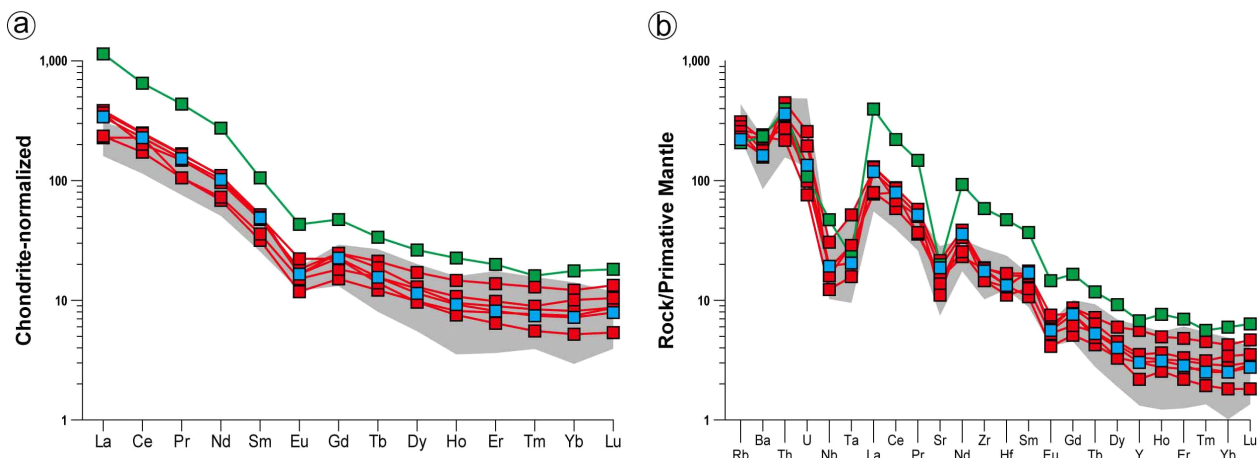 a
Chondrite-normalized
1,000
100
10
1
La Ce Pr Nd Sm Eu Gd Tb Dy Ho Er Tm Yb Lu
b
Rock/Primative Mantle
1,000
100
10
1
Ba U Ta Ce Sr Zr Sm Gd Dy Ho Tm Lu
Rb Th Nb La Pr Nd Hf Eu Tb Y Er Yb